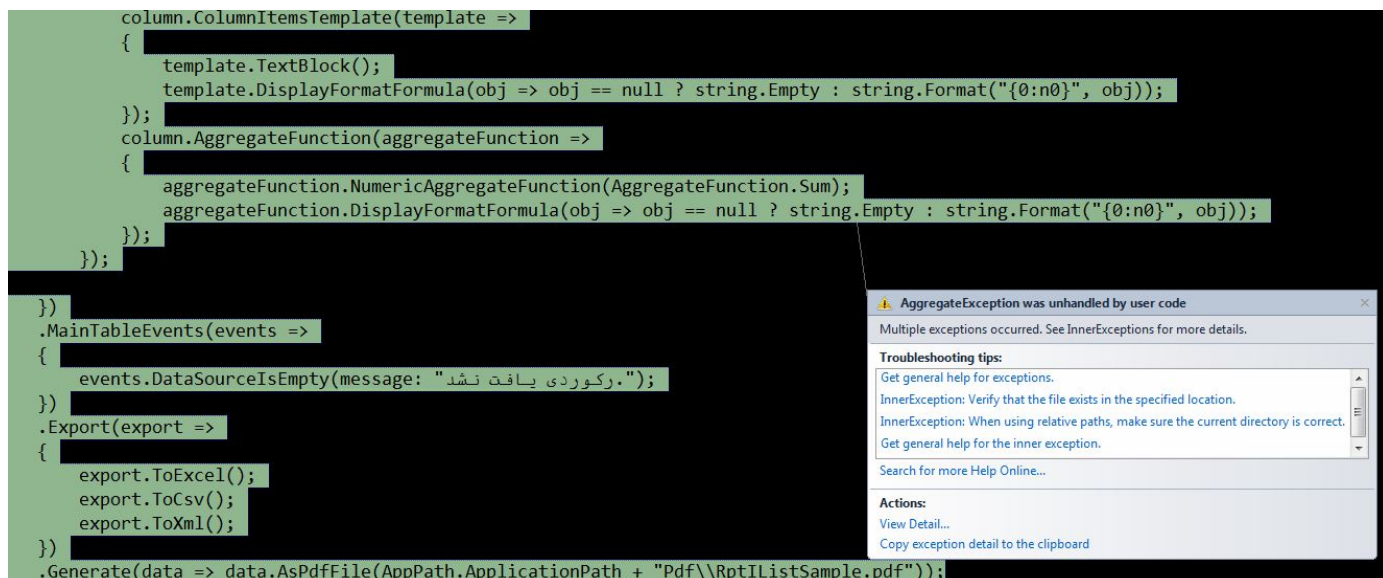 column.ColumnItemsTemplate(template =>
{
template.TextBlock();
template.DisplayFormatFormula(obj => obj == null ? string.Empty : string.Format("{0:n0}", obj));
});
column.AggregateFunction(aggregateFunction =>
{
aggregateFunction.NumericAggregateFunction(AggregateFunction.Sum);
aggregateFunction.DisplayFormatFormula(obj => obj == null ? string.Empty : string.Format("{0:n0}", obj));
});
});
})
.MainTableEvents(events =>
{
events.DataSourceIsEmpty(message: "رکوردی یافت نشد.");
})
.Export(export =>
{
export.ToExcel();
export.ToCsv();
export.ToXml();
})
.Generate(data => data.AsPdfFile(AppPath.ApplicationPath + "Pdf\\RptIListSample.pdf"));
AggregateException was unhandled by user code
Multiple exceptions occurred. See InnerExceptions for more details.
Troubleshooting tips:
Get general help for exceptions.
InnerException: Verify that the file exists in the specified location.
InnerException: When using relative paths, make sure the current directory is correct.
Get general help for the inner exception.
Search for more Help Online...
Actions:
View Detail...
Copy exception detail to the clipboard